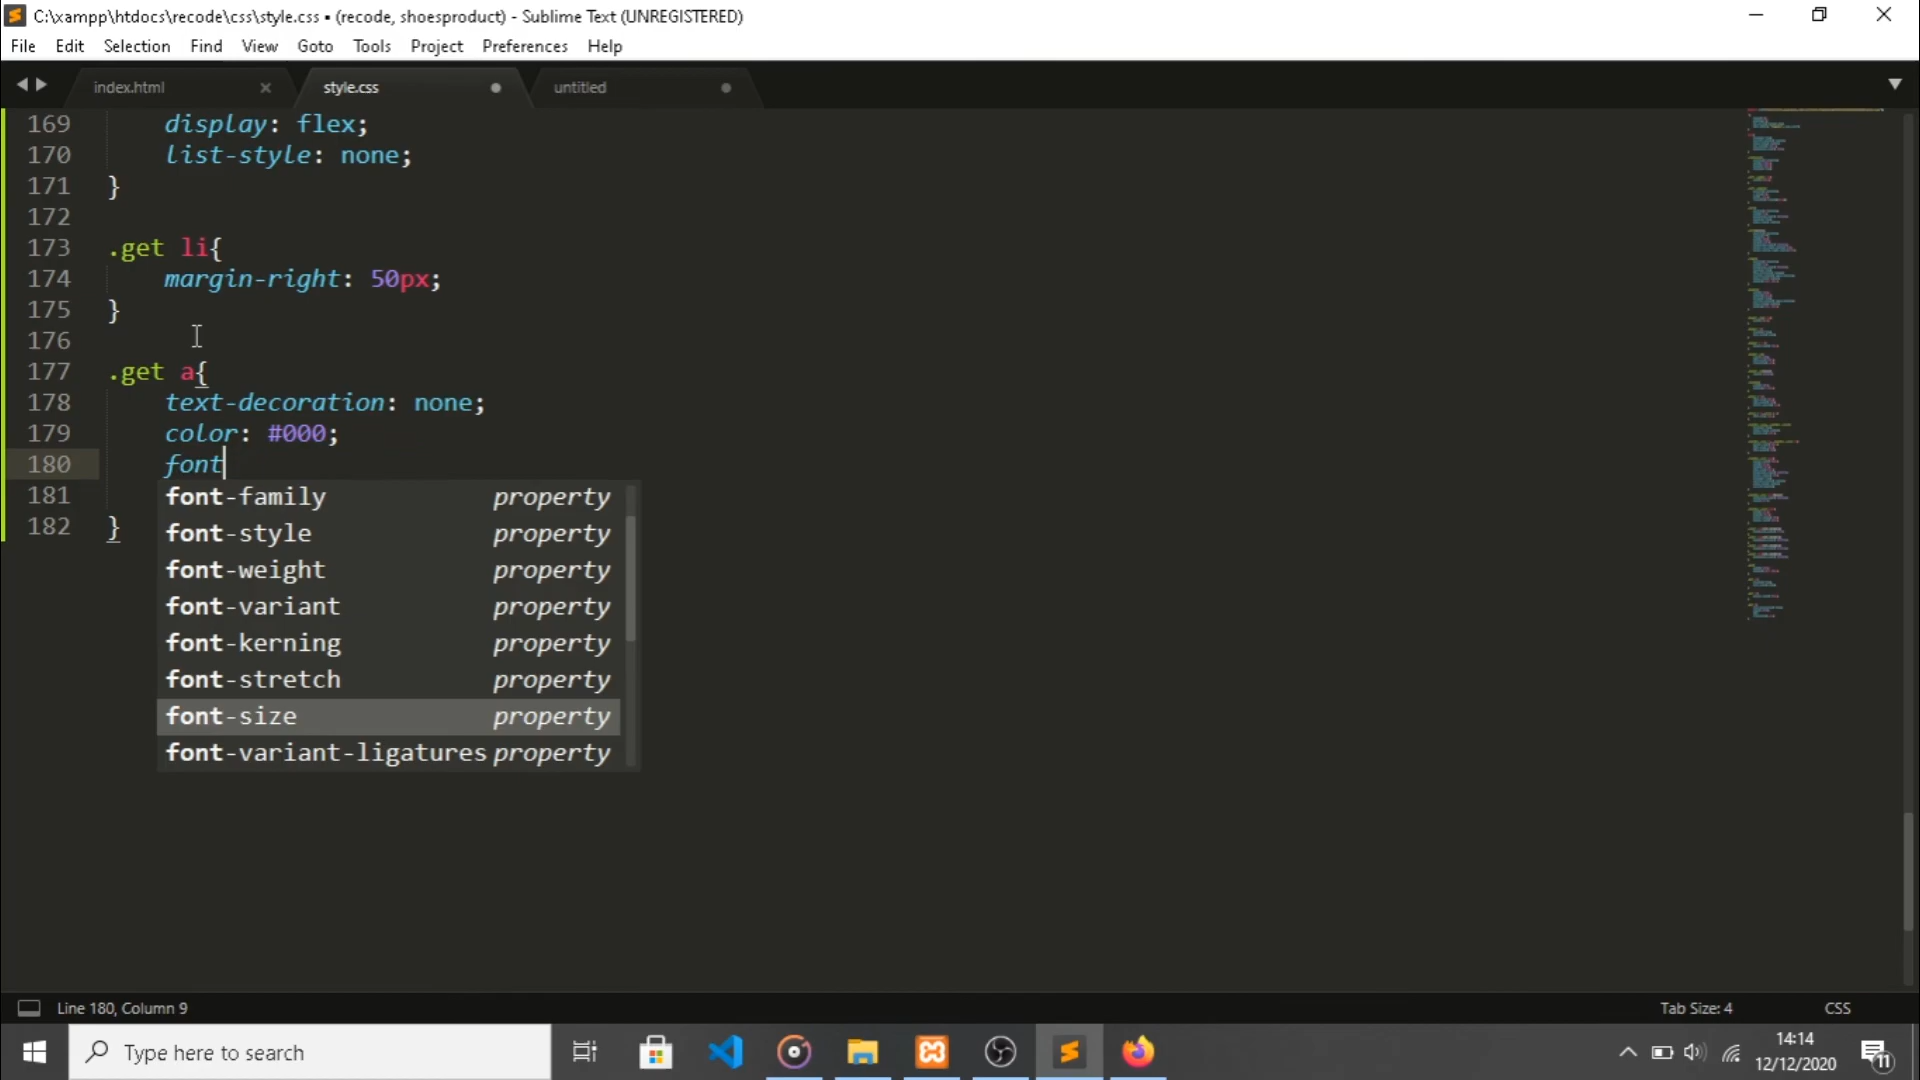 C:\xampp\htdocs\recode\css\style.css • (recode, shoesproduct) - Sublime Text (UNREGISTERED)
File Edit Selection Find View Goto Tools Project Preferences Help
index.html style.css untitled
169 display: flex;
170 list-style: none;
171 }
172
173 .get li{
174 margin-right: 50px;
175 }
176
177 .get a{
178 text-decoration: none;
179 color: #000;
180 font
181
182 }
font-family property
font-style property
font-weight property
font-variant property
font-kerning property
font-stretch property
font-size property
font-variant-ligatures property
Line 180, Column 9 Tab Size: 4 CSS
Type here to search
14:14
12/12/2020
11